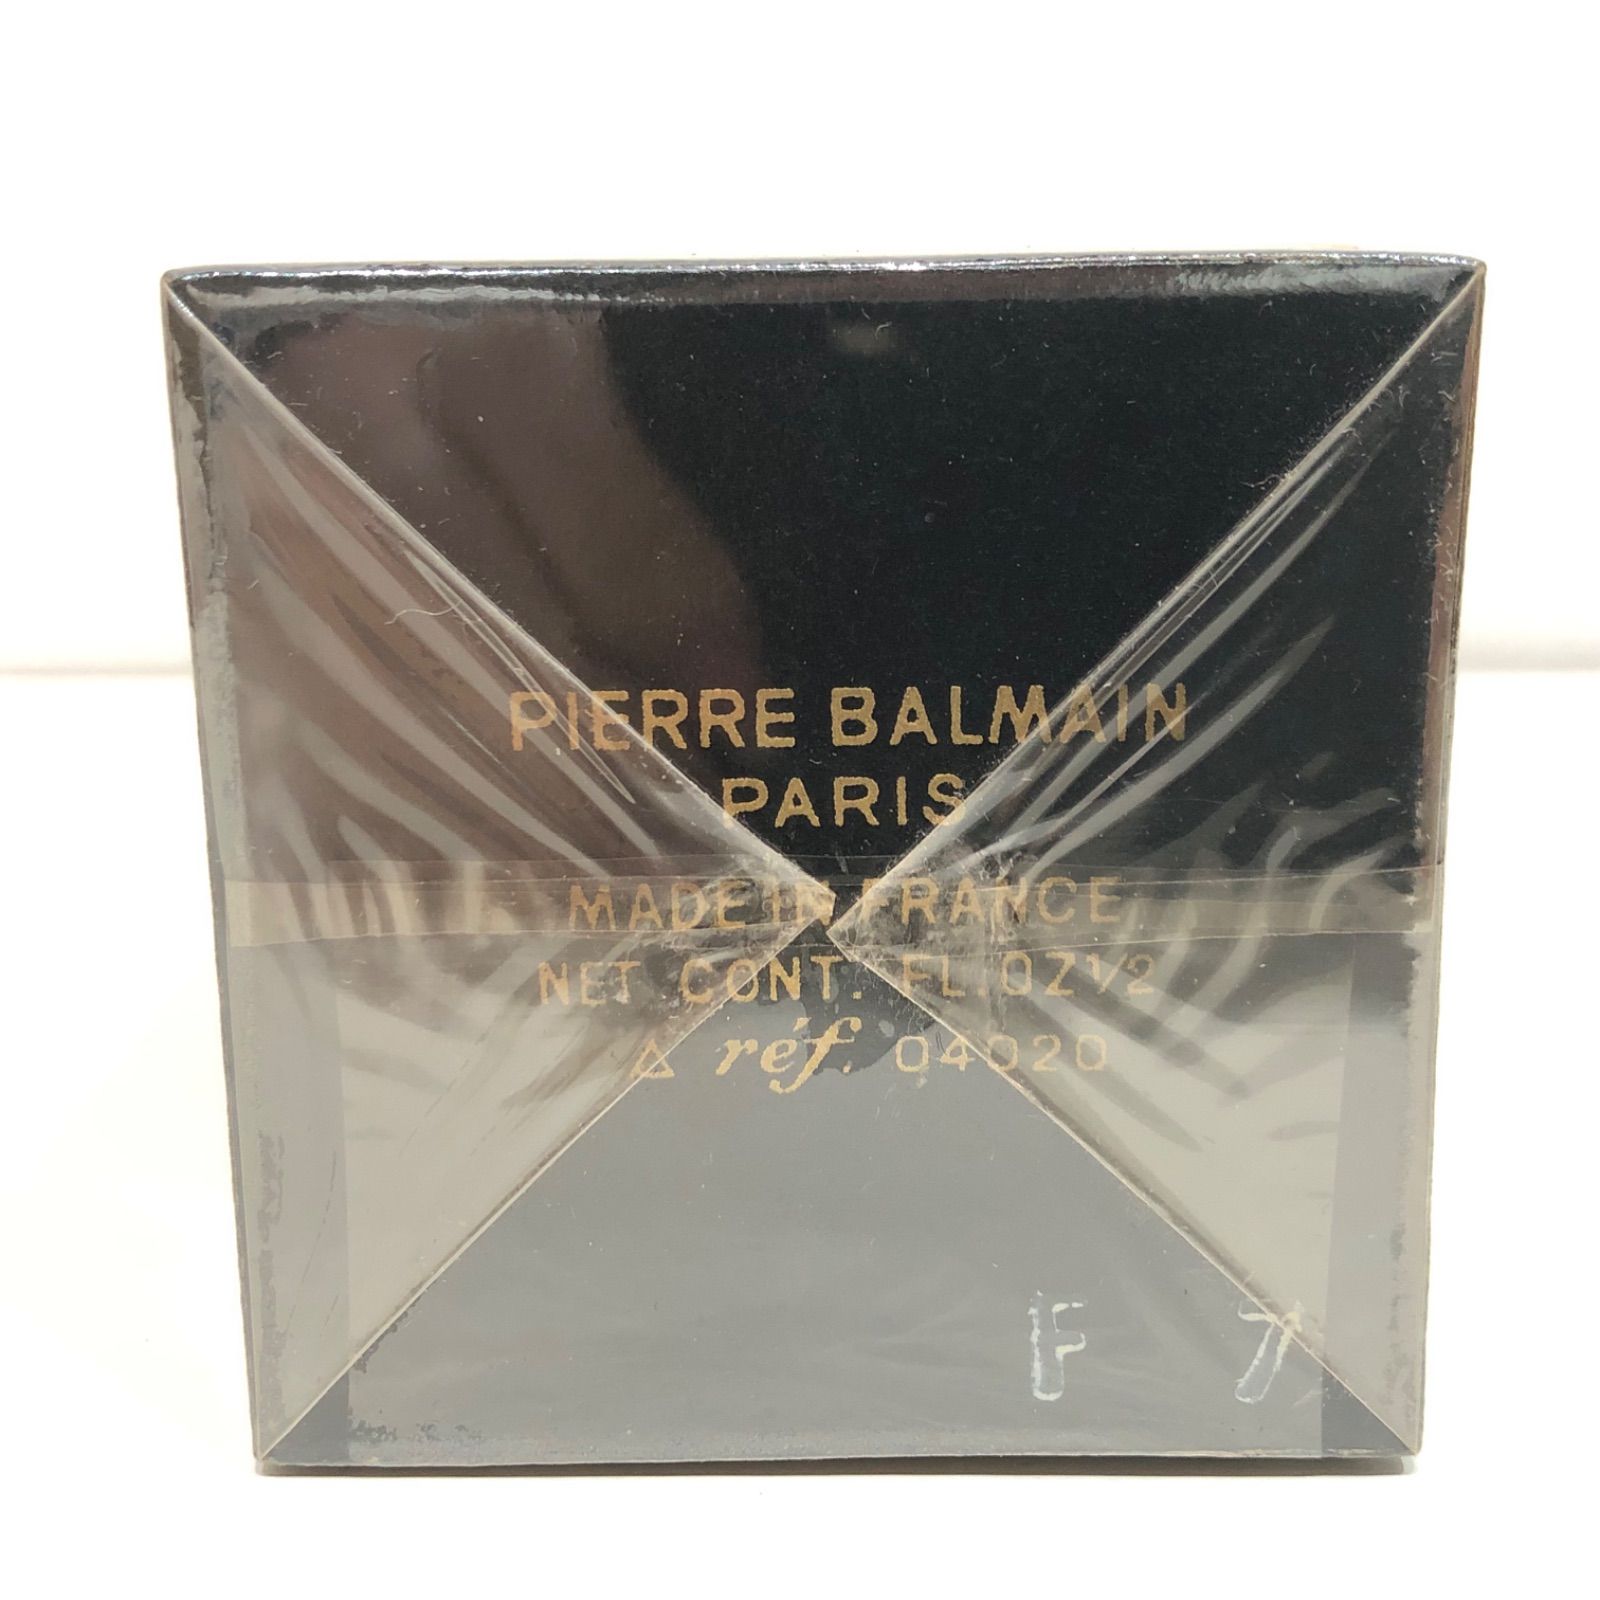 PIERRE BALMAIN
PARIS
MADE IN FRANCE
NET CONT. FL.OZ 1/2
△ réf. 04020
F 7